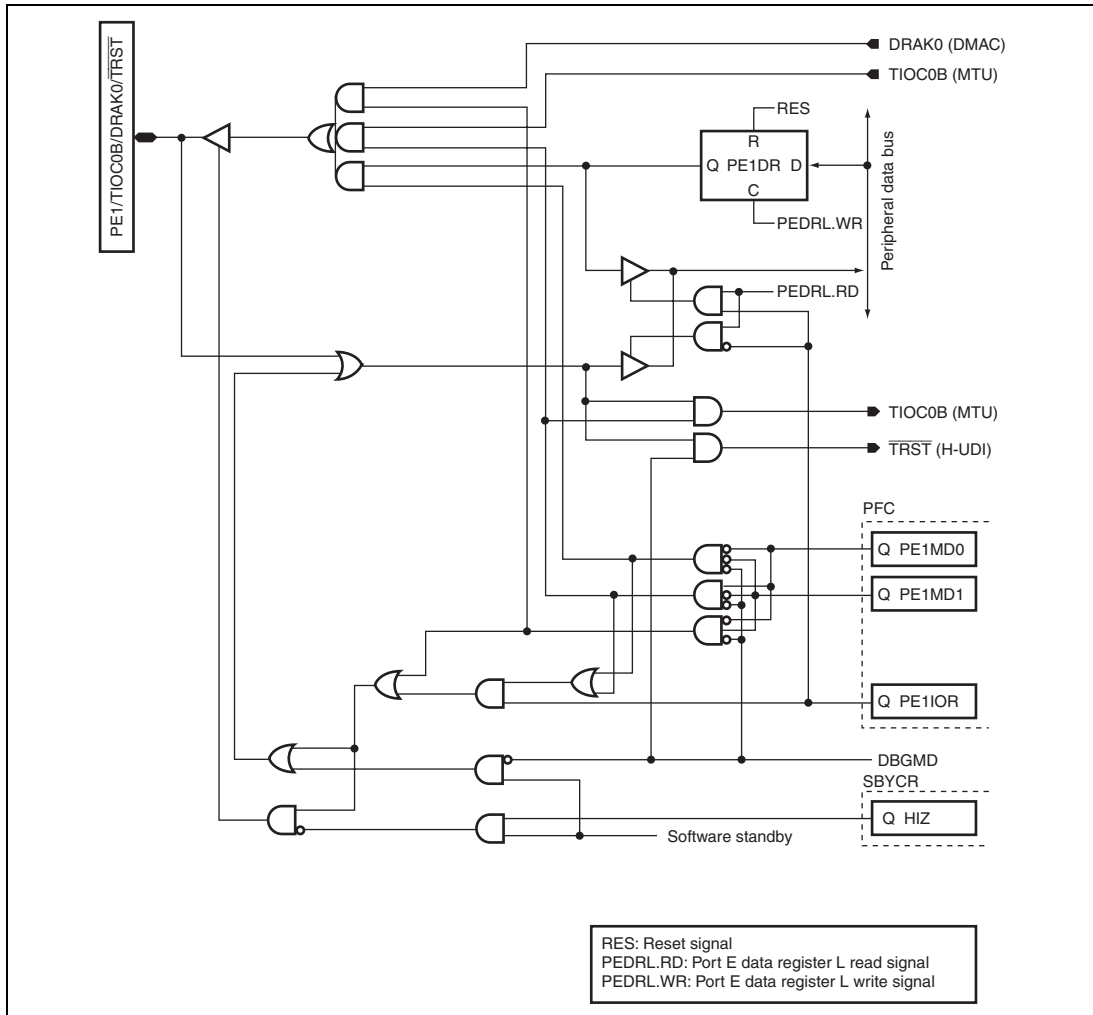 DRAK0 (DMAC)
TIOC0B (MTU)
PE1/TIOC0B/DRAK0/T̅R̅S̅T̅
RES
R
Q PE1DR D
C
PEDRL.WR
Peripheral data bus
PEDRL.RD
TIOC0B (MTU)
T̅R̅S̅T̅ (H-UDI)
PFC
Q PE1MD0
Q PE1MD1
Q PE1IOR
DBGMD
SBYCR
Q HIZ
Software standby
RES: Reset signal
PEDRL.RD: Port E data register L read signal
PEDRL.WR: Port E data register L write signal